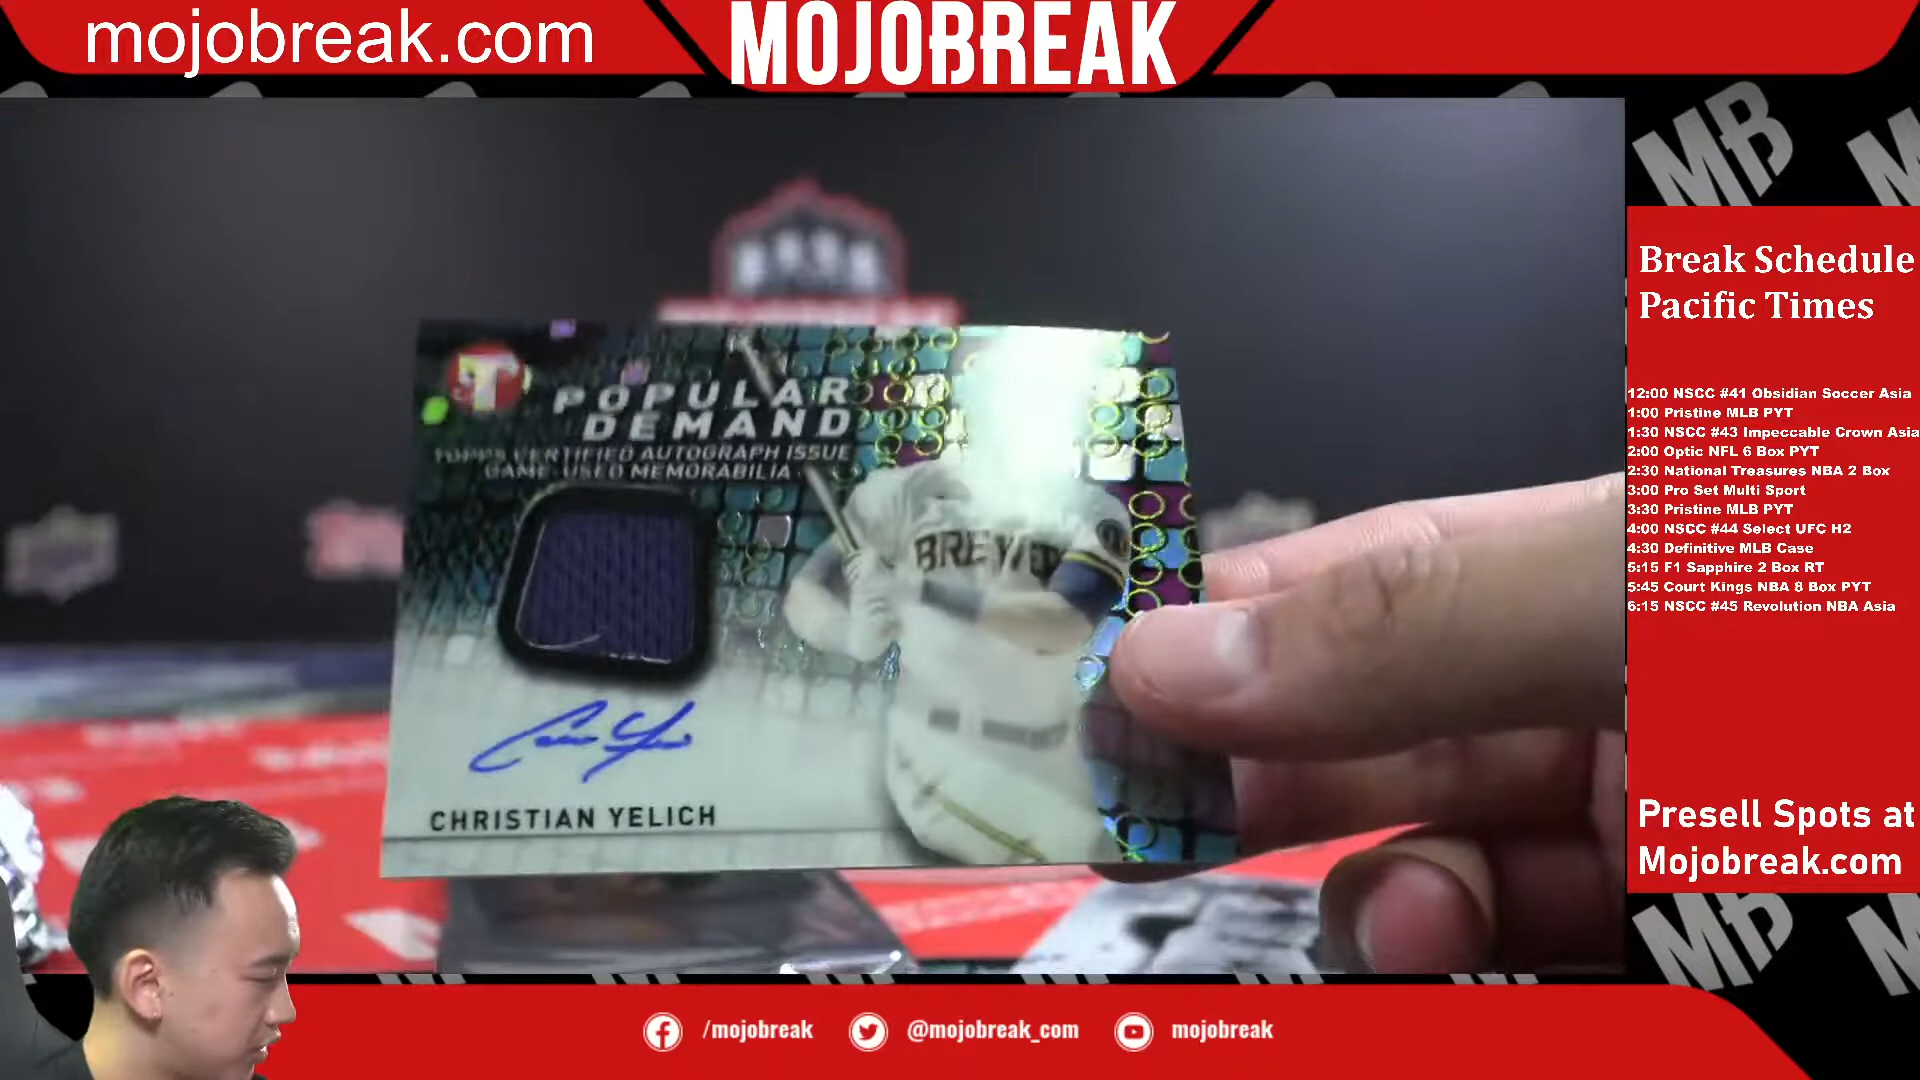 mojobreak.com
MOJOBREAK
MB
Break Schedule
Pacific Times
12:00 NSCC #41 Obsidian Soccer Asia
1:00 Pristine MLB PYT
1:30 NSCC #43 Impeccable Crown Asia
2:00 Optic NFL 6 Box PYT
2:30 National Treasures NBA 2 Box
3:00 Pro Set Multi Sport
3:30 Pristine MLB PYT
4:00 NSCC #44 Select UFC H2
4:30 Definitive MLB Case
5:15 F1 Sapphire 2 Box RT
5:45 Court Kings NBA 8 Box PYT
6:15 NSCC #45 Revolution NBA Asia
T
POPULAR
DEMAND
TOPPS CERTIFIED AUTOGRAPH ISSUE
GAME-USED MEMORABILIA
BREWE
CHRISTIAN YELICH
Presell Spots at
Mojobreak.com
MB
/mojobreak
@mojobreak_com
mojobreak